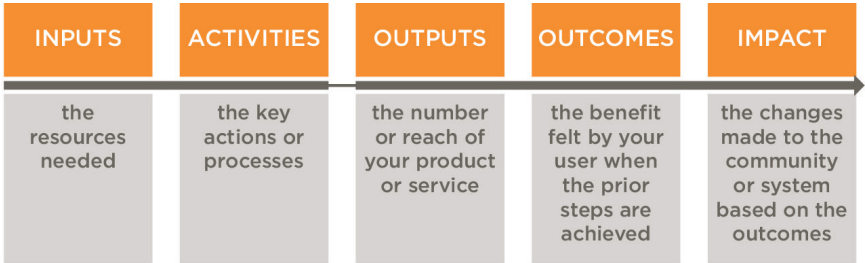 INPUTS
ACTIVITIES
OUTPUTS
OUTCOMES
IMPACT
the
resources
needed
the key
actions or
processes
the number
or reach of
your product
or service
the benefit
felt by your
user when
the prior
steps are
achieved
the changes
made to the
community
or system
based on the
outcomes